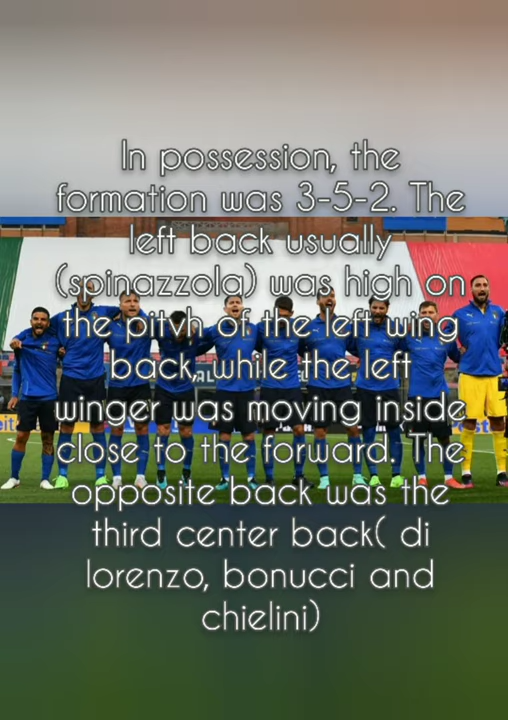 In possession, the
formation was 3-5-2. The
left back usually
(spinazzola) was high on
the pitvh of the left wing
back, while the left
winger was moving inside
close to the forward. The
opposite back was the
third center back( di
lorenzo, bonucci and
chielini)